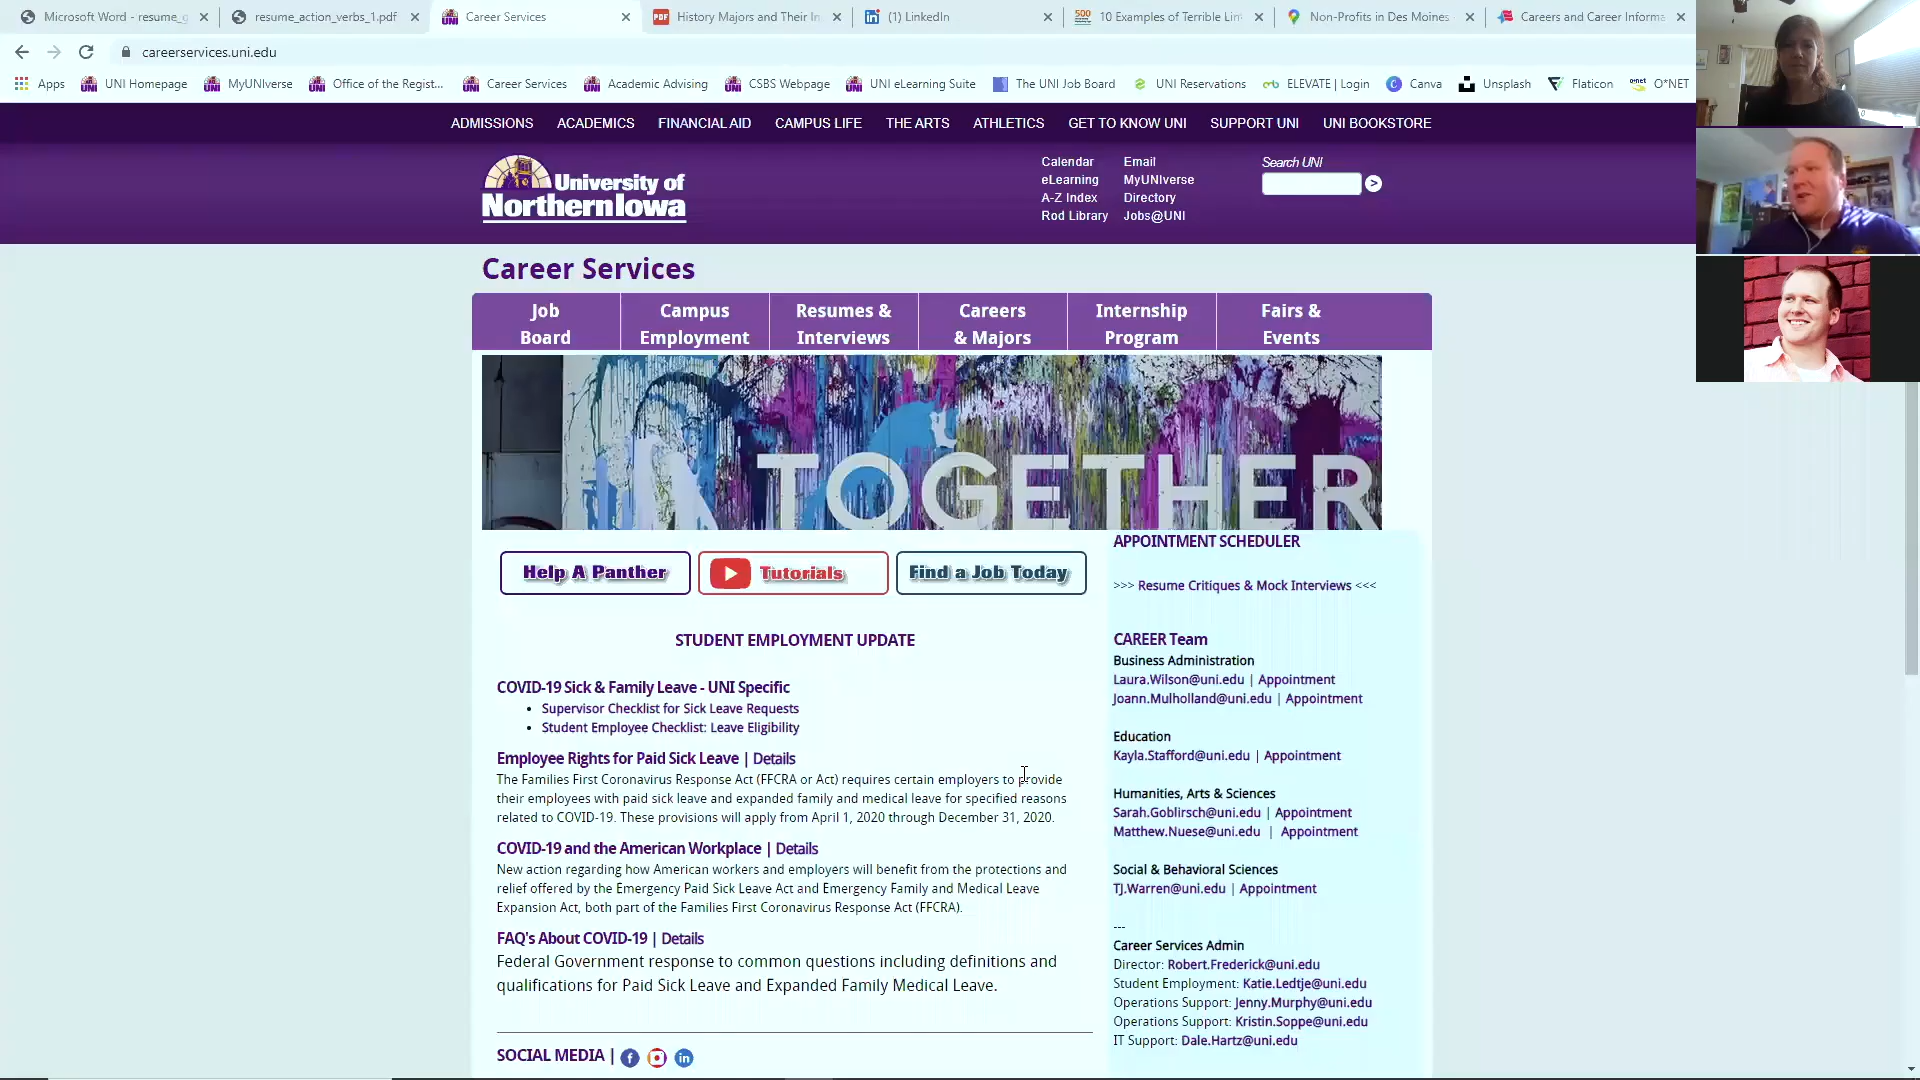 Microsoft Word - resume_g
resume_action_verbs_1.pdf
Career Services
History Majors and Their In
(1) LinkedIn
10 Examples of Terrible Lin
Non-Profits in Des Moines
Careers and Career Informa
careerservices.uni.edu
Apps
UNI Homepage
MyUNIverse
Office of the Regist...
Career Services
Academic Advising
CSBS Webpage
UNI eLearning Suite
The UNI Job Board
UNI Reservations
ELEVATE | Login
Canva
Unsplash
Flaticon
O*NET
ADMISSIONS ACADEMICS FINANCIAL AID CAMPUS LIFE THE ARTS ATHLETICS GET TO KNOW UNI SUPPORT UNI UNI BOOKSTORE
University of
Northern Iowa
Calendar Email
eLearning MyUNIverse
A-Z Index Directory
Rod Library Jobs@UNI
Search UNI
>
Career Services
Job
Board
Campus
Employment
Resumes &
Interviews
Careers
& Majors
Internship
Program
Fairs &
Events
TOGETHER
Help A Panther
Tutorials
Find a Job Today
STUDENT EMPLOYMENT UPDATE
COVID-19 Sick & Family Leave - UNI Specific
• Supervisor Checklist for Sick Leave Requests
• Student Employee Checklist: Leave Eligibility
Employee Rights for Paid Sick Leave | Details
The Families First Coronavirus Response Act (FFCRA or Act) requires certain employers to provide
their employees with paid sick leave and expanded family and medical leave for specified reasons
related to COVID-19. These provisions will apply from April 1, 2020 through December 31, 2020.
COVID-19 and the American Workplace | Details
New action regarding how American workers and employers will benefit from the protections and
relief offered by the Emergency Paid Sick Leave Act and Emergency Family and Medical Leave
Expansion Act, both part of the Families First Coronavirus Response Act (FFCRA).
FAQ's About COVID-19 | Details
Federal Government response to common questions including definitions and
qualifications for Paid Sick Leave and Expanded Family Medical Leave.
SOCIAL MEDIA |
APPOINTMENT SCHEDULER
>>> Resume Critiques & Mock Interviews <<<
CAREER Team
Business Administration
Laura.Wilson@uni.edu | Appointment
Joann.Mulholland@uni.edu | Appointment
Education
Kayla.Stafford@uni.edu | Appointment
Humanities, Arts & Sciences
Sarah.Goblirsch@uni.edu | Appointment
Matthew.Nuese@uni.edu | Appointment
Social & Behavioral Sciences
TJ.Warren@uni.edu | Appointment
---
Career Services Admin
Director: Robert.Frederick@uni.edu
Student Employment: Katie.Ledtje@uni.edu
Operations Support: Jenny.Murphy@uni.edu
Operations Support: Kristin.Soppe@uni.edu
IT Support: Dale.Hartz@uni.edu